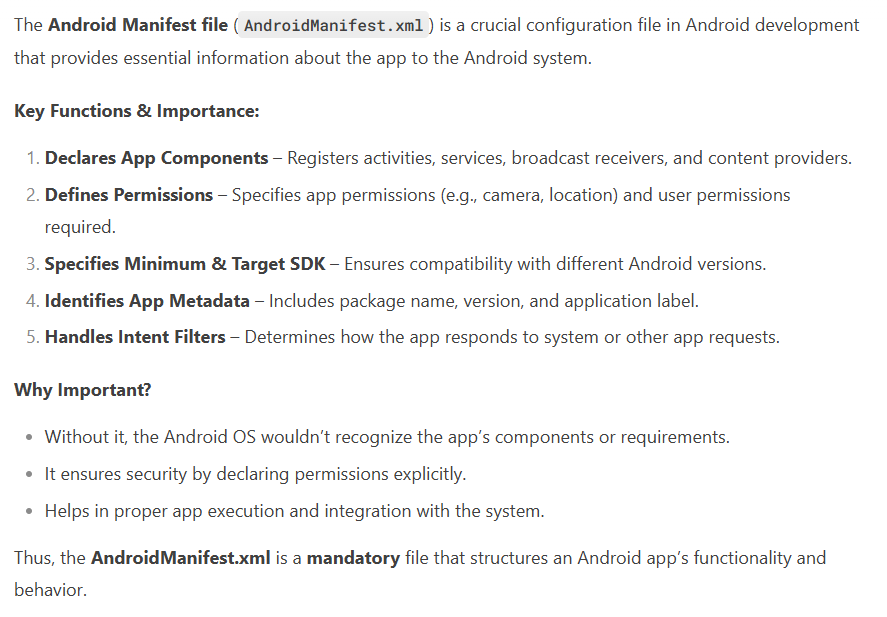 The Android Manifest file (AndroidManifest.xml) is a crucial configuration file in Android development
that provides essential information about the app to the Android system.
Key Functions & Importance:
1. Declares App Components – Registers activities, services, broadcast receivers, and content providers.
2. Defines Permissions – Specifies app permissions (e.g., camera, location) and user permissions
required.
3. Specifies Minimum & Target SDK – Ensures compatibility with different Android versions.
4. Identifies App Metadata – Includes package name, version, and application label.
5. Handles Intent Filters – Determines how the app responds to system or other app requests.
Why Important?
• Without it, the Android OS wouldn’t recognize the app’s components or requirements.
• It ensures security by declaring permissions explicitly.
• Helps in proper app execution and integration with the system.
Thus, the AndroidManifest.xml is a mandatory file that structures an Android app’s functionality and
behavior.